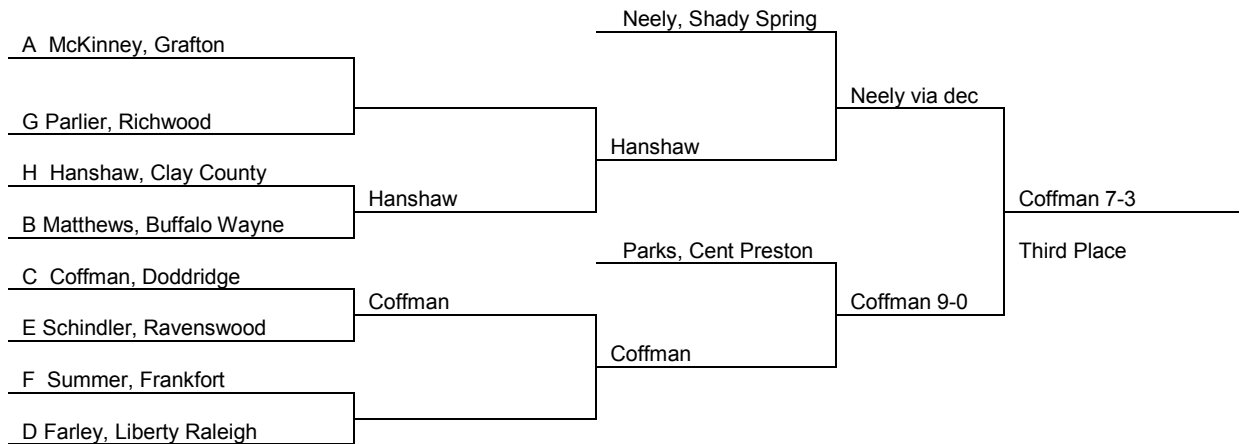 Neely, Shady Spring
A McKinney, Grafton
Neely via dec
G Parlier, Richwood
Hanshaw
H Hanshaw, Clay County
Hanshaw
Coffman 7-3
B Matthews, Buffalo Wayne
Parks, Cent Preston
Third Place
C Coffman, Doddridge
Coffman
Coffman 9-0
E Schindler, Ravenswood
Coffman
F Summer, Frankfort
D Farley, Liberty Raleigh